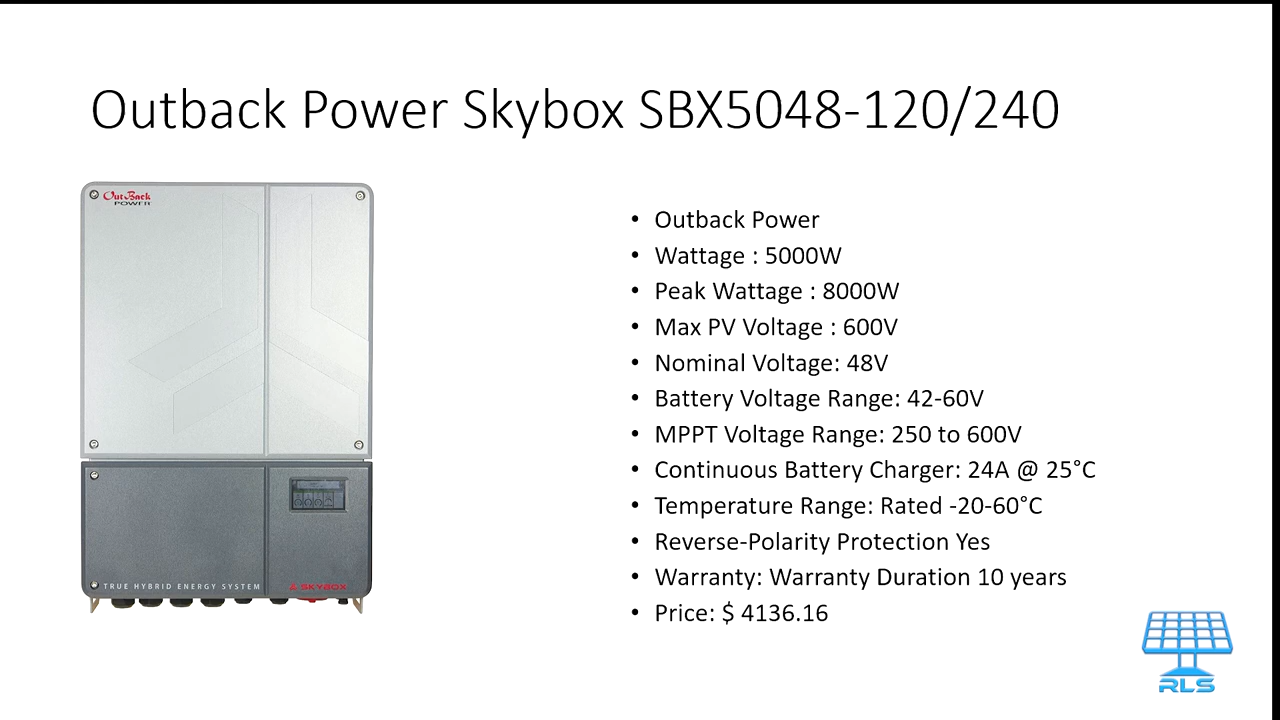 Outback Power Skybox SBX5048-120/240
OutBack
POWER
TRUE HYBRID ENERGY SYSTEM
SKYBOX
• Outback Power
• Wattage : 5000W
• Peak Wattage : 8000W
• Max PV Voltage : 600V
• Nominal Voltage: 48V
• Battery Voltage Range: 42-60V
• MPPT Voltage Range: 250 to 600V
• Continuous Battery Charger: 24A @ 25°C
• Temperature Range: Rated -20-60°C
• Reverse-Polarity Protection Yes
• Warranty: Warranty Duration 10 years
• Price: $ 4136.16
RLS